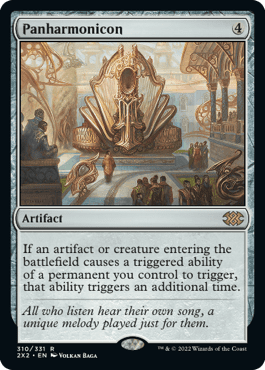 Panharmonicon 4
Artifact
If an artifact or creature entering the
battlefield causes a triggered ability
of a permanent you control to trigger,
that ability triggers an additional time.
All who listen hear their own song, a
unique melody played just for them.
310/331 R
2X2 • EN VOLKAN BAGA
™ & © 2022 Wizards of the Coast